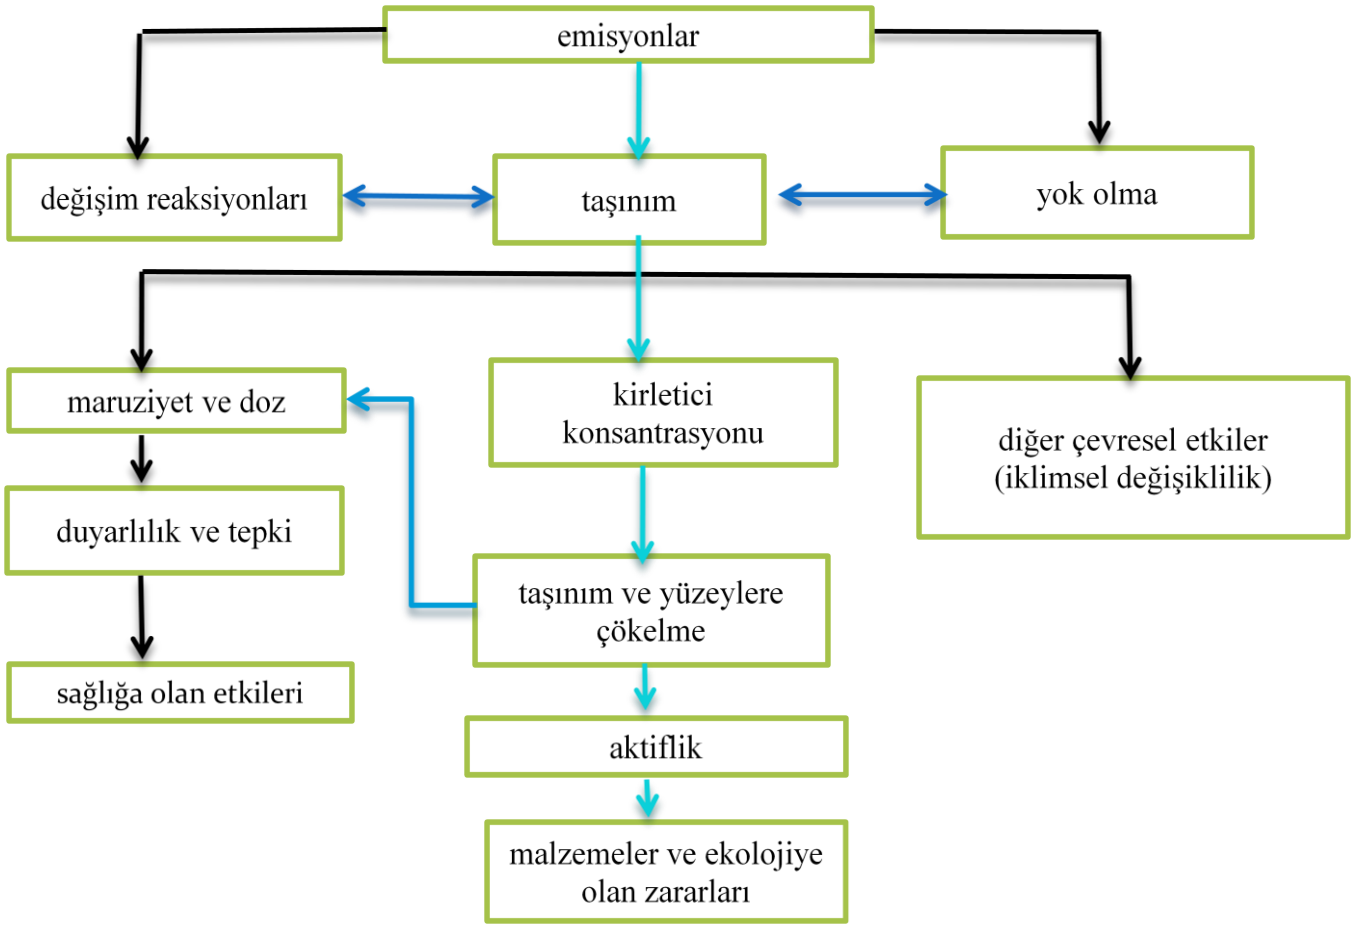 emisyonlar
değişim reaksiyonları
taşınım
yok olma
maruziyet ve doz
kirletici
konsantrasyonu
diğer çevresel etkiler
(iklimsel değişiklilik)
duyarlılık ve tepki
taşınım ve yüzeylere
çökelme
sağlığa olan etkileri
aktiflik
malzemeler ve ekolojiye
olan zararları